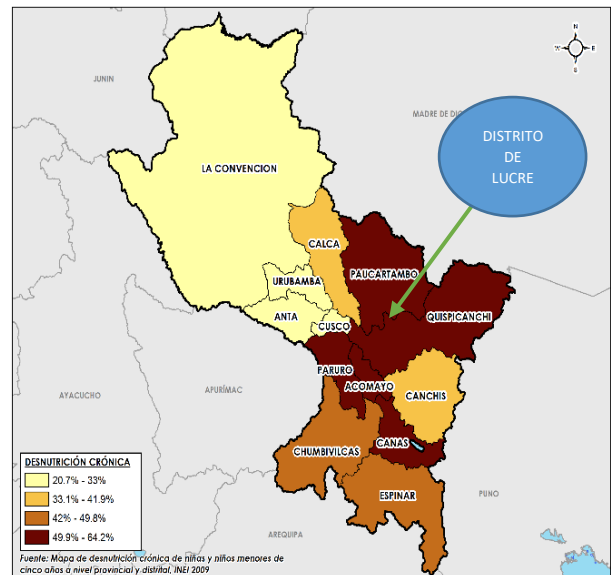 N
W
E
S
JUNIN
MADRE DE DIO
DISTRITO
DE
LUCRE
LA CONVENCION
CALCA
PAUCARTAMBO
URUBAMBA
ANTA
CUSCO
QUISPICANCHI
PARURO
ACOMAYO
CANCHIS
APURÍMAC
AYACUCHO
CANAS
CHUMBIVILCAS
ESPINAR
PUNO
AREQUIPA
DESNUTRICIÓN CRÓNICA
20.7% - 33%
33.1% - 41.9%
42% - 49.8%
49.9% - 64.2%
Fuente: Mapa de desnutrición crónica de niñas y niños menores de
cinco años a nivel provincial y distrital, INEI 2009